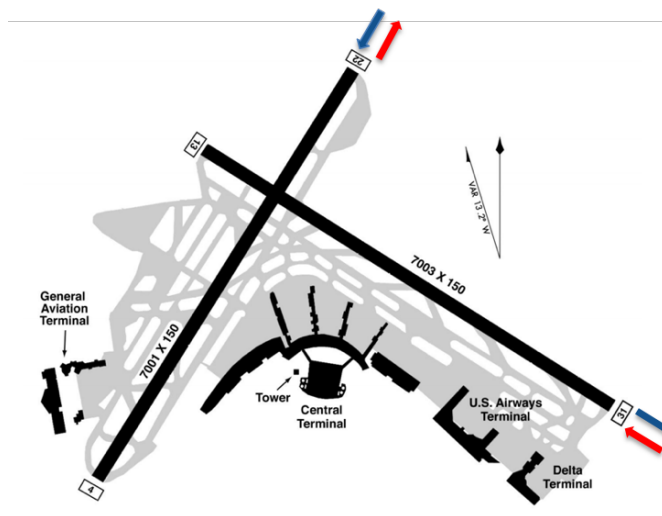 22
13
VAR 13.2° W
7003 X 150
General
Aviation
Terminal
7001 X 150
Tower
Central
Terminal
U.S. Airways
Terminal
31
Delta
Terminal
4